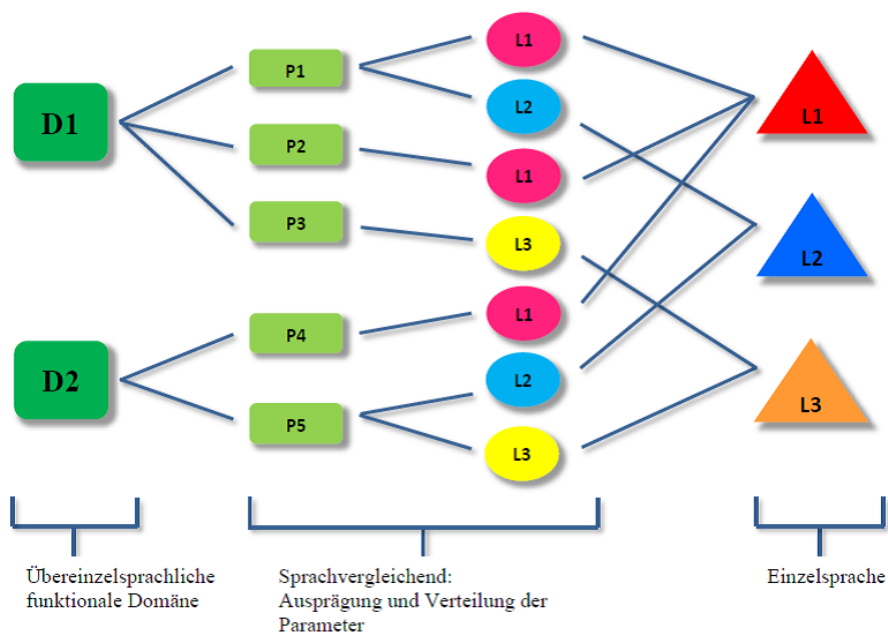 D1
P1
P2
P3
L1
L2
L1
L3
L1
L2
D2
P4
P5
L1
L2
L3
L3
Übereinzelsprachliche
funktionale Domäne
Sprachvergleichend:
Ausprägung und Verteilung der
Parameter
Einzelsprache